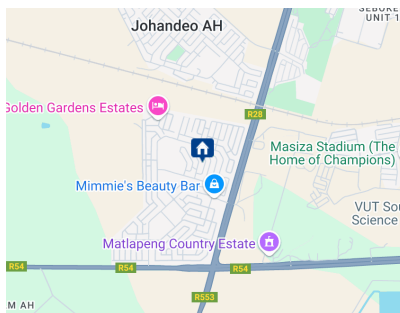 SEBOKE
UNIT 1
Johandeo AH
Golden Gardens Estates
R28
Masiza Stadium (The
Home of Champions)
Mimmie's Beauty Bar
VUT Sou
Science
Matlapeng Country Estate
R54
R54
R54
R553
M AH